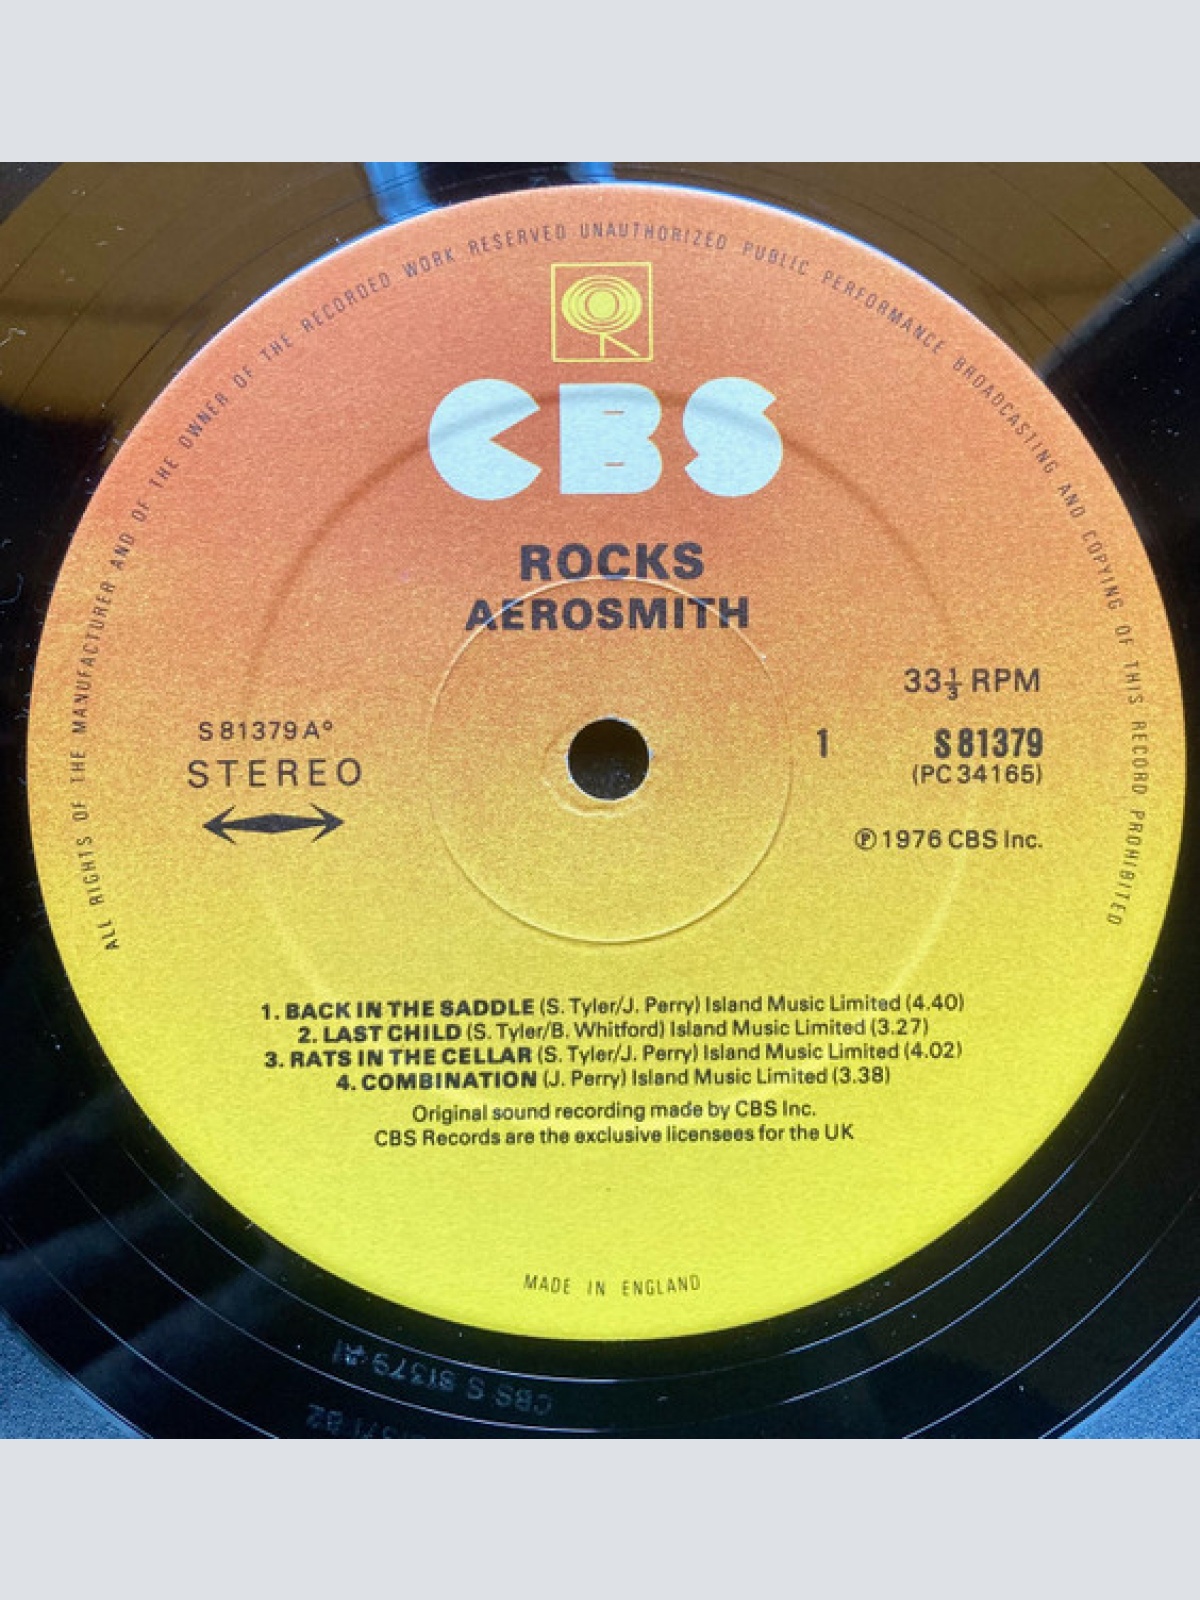 ALL RIGHTS OF THE MANUFACTURER AND OF THE OWNER OF THE RECORDED WORK RESERVED UNAUTHORIZED PUBLIC PERFORMANCE BROADCASTING AND COPYING OF THIS RECORD PROHIBITED
CBS
ROCKS
AEROSMITH
33⅓ RPM
S 81379 Aº
STEREO
1
S 81379
(PC 34165)
℗ 1976 CBS Inc.
1. BACK IN THE SADDLE (S. Tyler/J. Perry) Island Music Limited (4.40)
2. LAST CHILD (S. Tyler/B. Whitford) Island Music Limited (3.27)
3. RATS IN THE CELLAR (S. Tyler/J. Perry) Island Music Limited (4.02)
4. COMBINATION (J. Perry) Island Music Limited (3.38)
Original sound recording made by CBS Inc.
CBS Records are the exclusive licensees for the UK
MADE IN ENGLAND
CBS S 81379 A1